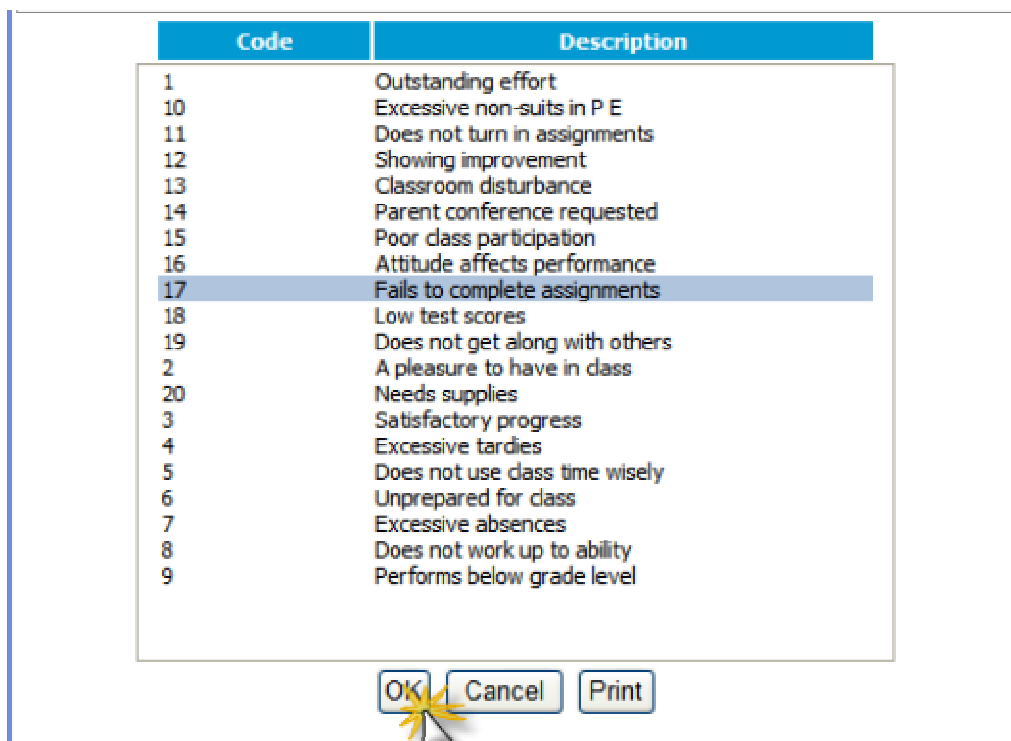 Code Description
1 Outstanding effort
10 Excessive non-suits in P E
11 Does not turn in assignments
12 Showing improvement
13 Classroom disturbance
14 Parent conference requested
15 Poor class participation
16 Attitude affects performance
17 Fails to complete assignments
18 Low test scores
19 Does not get along with others
2 A pleasure to have in class
20 Needs supplies
3 Satisfactory progress
4 Excessive tardies
5 Does not use class time wisely
6 Unprepared for class
7 Excessive absences
8 Does not work up to ability
9 Performs below grade level
OK Cancel Print